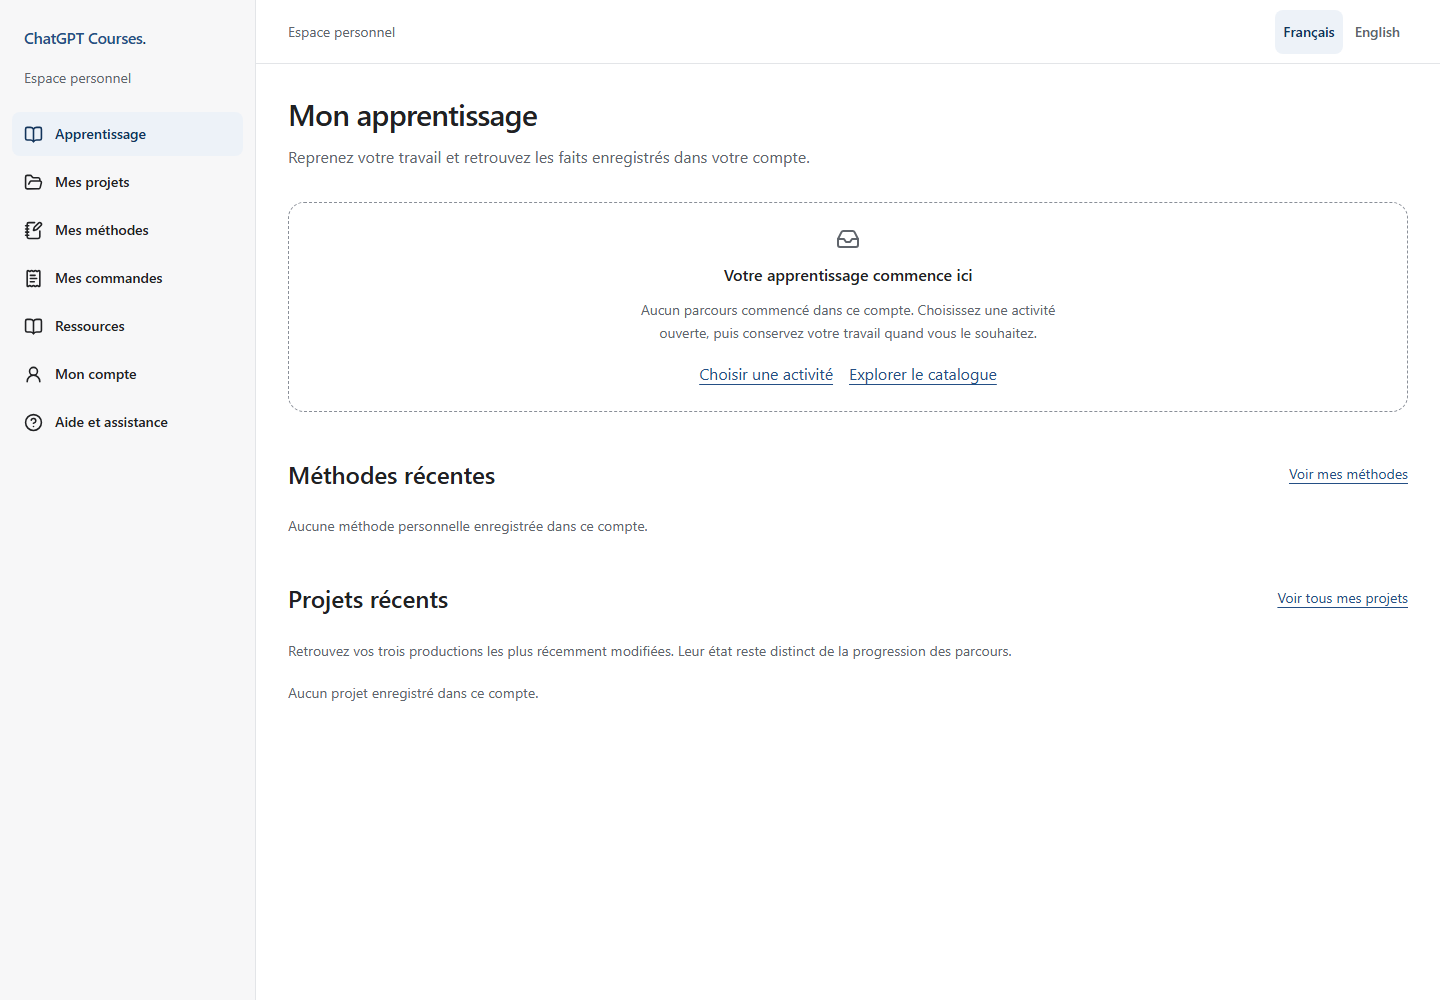 ChatGPT Courses.
Espace personnel
Apprentissage
Mes projets
Mes méthodes
Mes commandes
Ressources
Mon compte
Aide et assistance
Espace personnel
Français English
Mon apprentissage
Reprenez votre travail et retrouvez les faits enregistrés dans votre compte.
Votre apprentissage commence ici
Aucun parcours commencé dans ce compte. Choisissez une activité
ouverte, puis conservez votre travail quand vous le souhaitez.
Choisir une activité Explorer le catalogue
Méthodes récentes
Voir mes méthodes
Aucune méthode personnelle enregistrée dans ce compte.
Projets récents
Voir tous mes projets
Retrouvez vos trois productions les plus récemment modifiées. Leur état reste distinct de la progression des parcours.
Aucun projet enregistré dans ce compte.